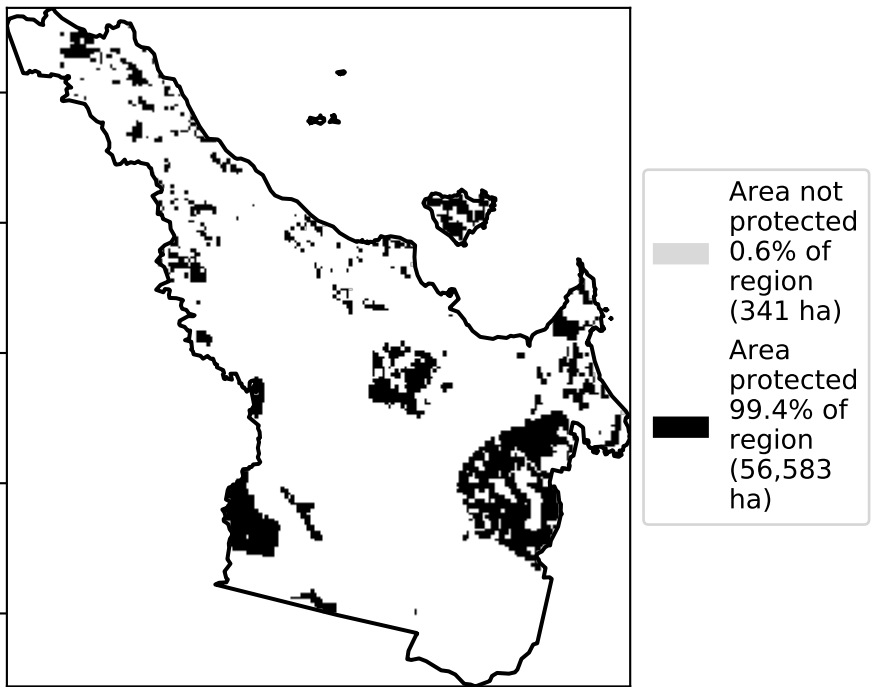 Area not
protected
0.6% of
region
(341 ha)
Area
protected
99.4% of
region
(56,583
ha)